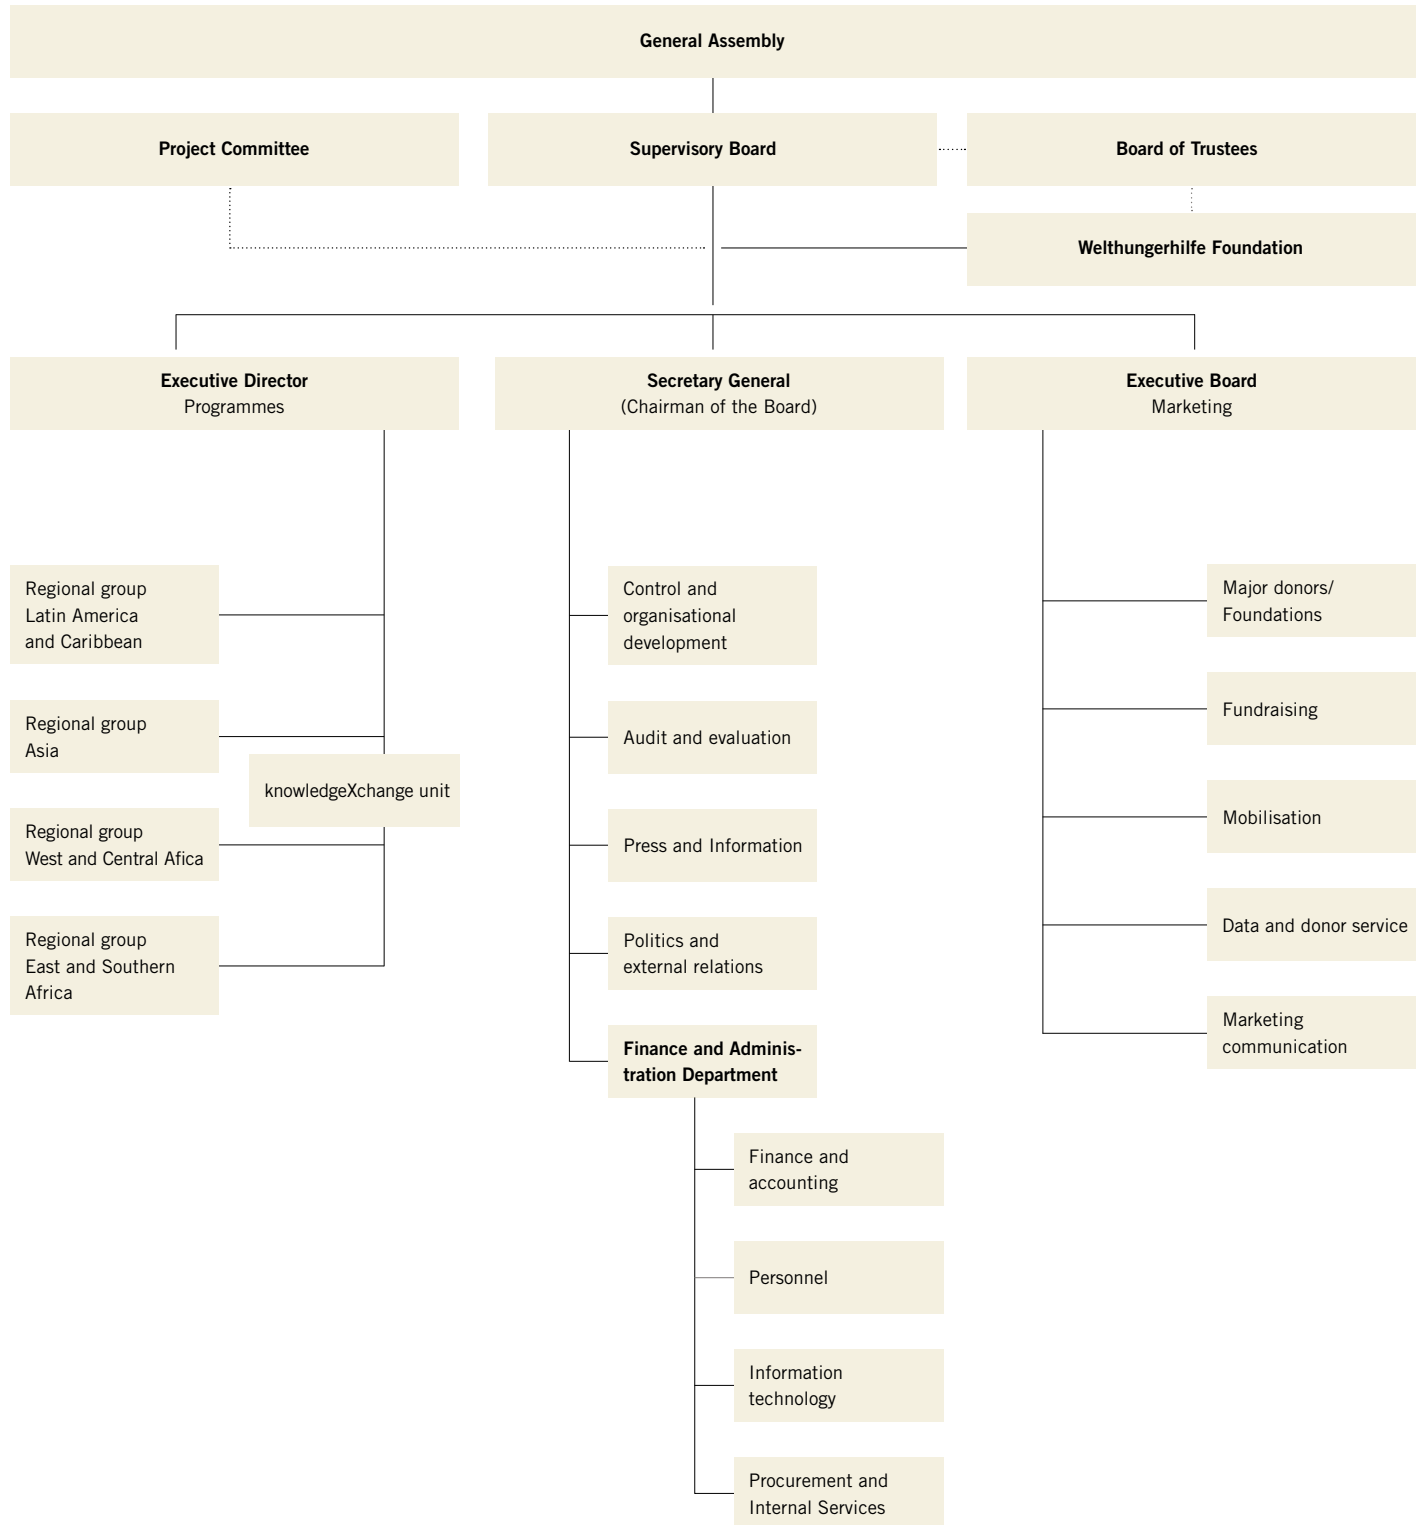 General Assembly
Project Committee
Supervisory Board
Board of Trustees
Welthungerhilfe Foundation
Executive Director
Programmes
Secretary General
(Chairman of the Board)
Executive Board
Marketing
Regional group
Latin America
and Caribbean
Regional group
Asia
knowledgeXchange unit
Regional group
West and Central Afica
Regional group
East and Southern
Africa
Control and
organisational
development
Audit and evaluation
Press and Information
Politics and
external relations
Finance and Adminis-
tration Department
Finance and
accounting
Personnel
Information
technology
Procurement and
Internal Services
Major donors/
Foundations
Fundraising
Mobilisation
Data and donor service
Marketing
communication